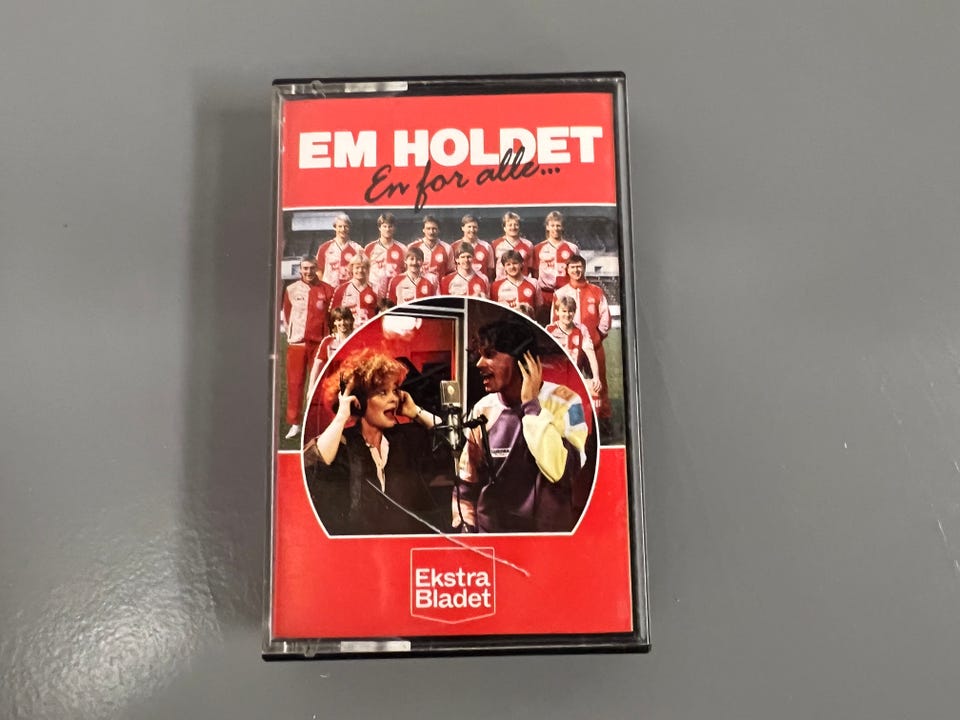 EM HOLDET
En for alle...
Ekstra
Bladet